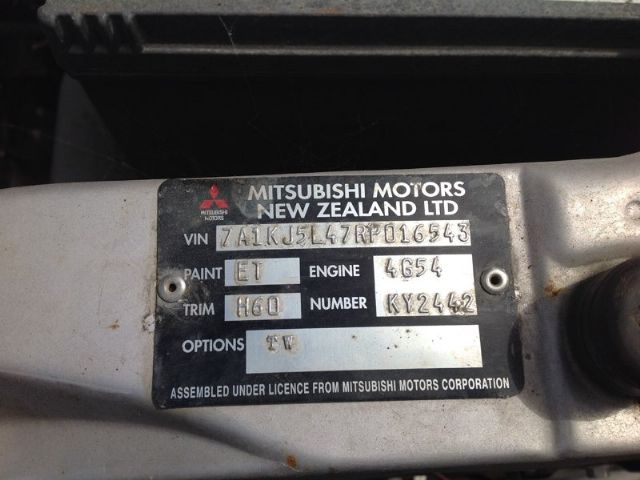 MITSUBISHI MOTORS
MITSUBISHI MOTORS
NEW ZEALAND LTD
VIN 7A1KJ5L47RP016543
PAINT ET ENGINE 4G54
TRIM H60 NUMBER KY2442
OPTIONS TW
ASSEMBLED UNDER LICENCE FROM MITSUBISHI MOTORS CORPORATION